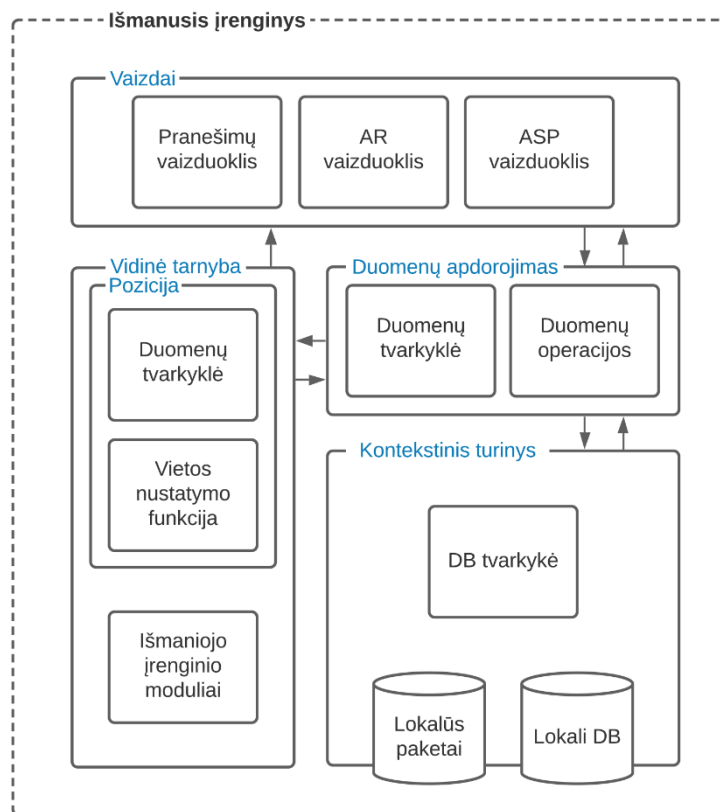 Išmanusis įrenginys
Vaizdai
Pranešimų
vaizduoklis
AR
vaizduoklis
ASP
vaizduoklis
Vidinė tarnyba
Pozicija
Duomenų
tvarkyklė
Vietos
nustatymo
funkcija
Išmaniojo
įrenginio
moduliai
Duomenų apdorojimas
Duomenų
tvarkyklė
Duomenų
operacijos
Kontekstinis turinys
DB tvarkykė
Lokalūs
paketai
Lokali DB